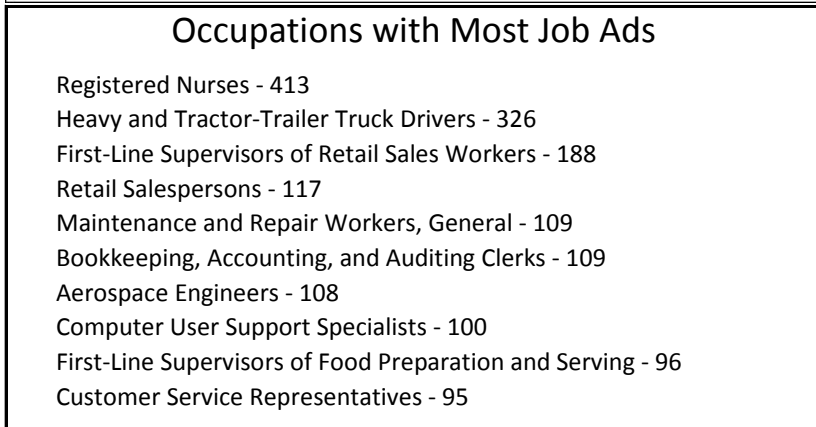 Occupations with Most Job Ads
Registered Nurses - 413
Heavy and Tractor-Trailer Truck Drivers - 326
First-Line Supervisors of Retail Sales Workers - 188
Retail Salespersons - 117
Maintenance and Repair Workers, General - 109
Bookkeeping, Accounting, and Auditing Clerks - 109
Aerospace Engineers - 108
Computer User Support Specialists - 100
First-Line Supervisors of Food Preparation and Serving - 96
Customer Service Representatives - 95